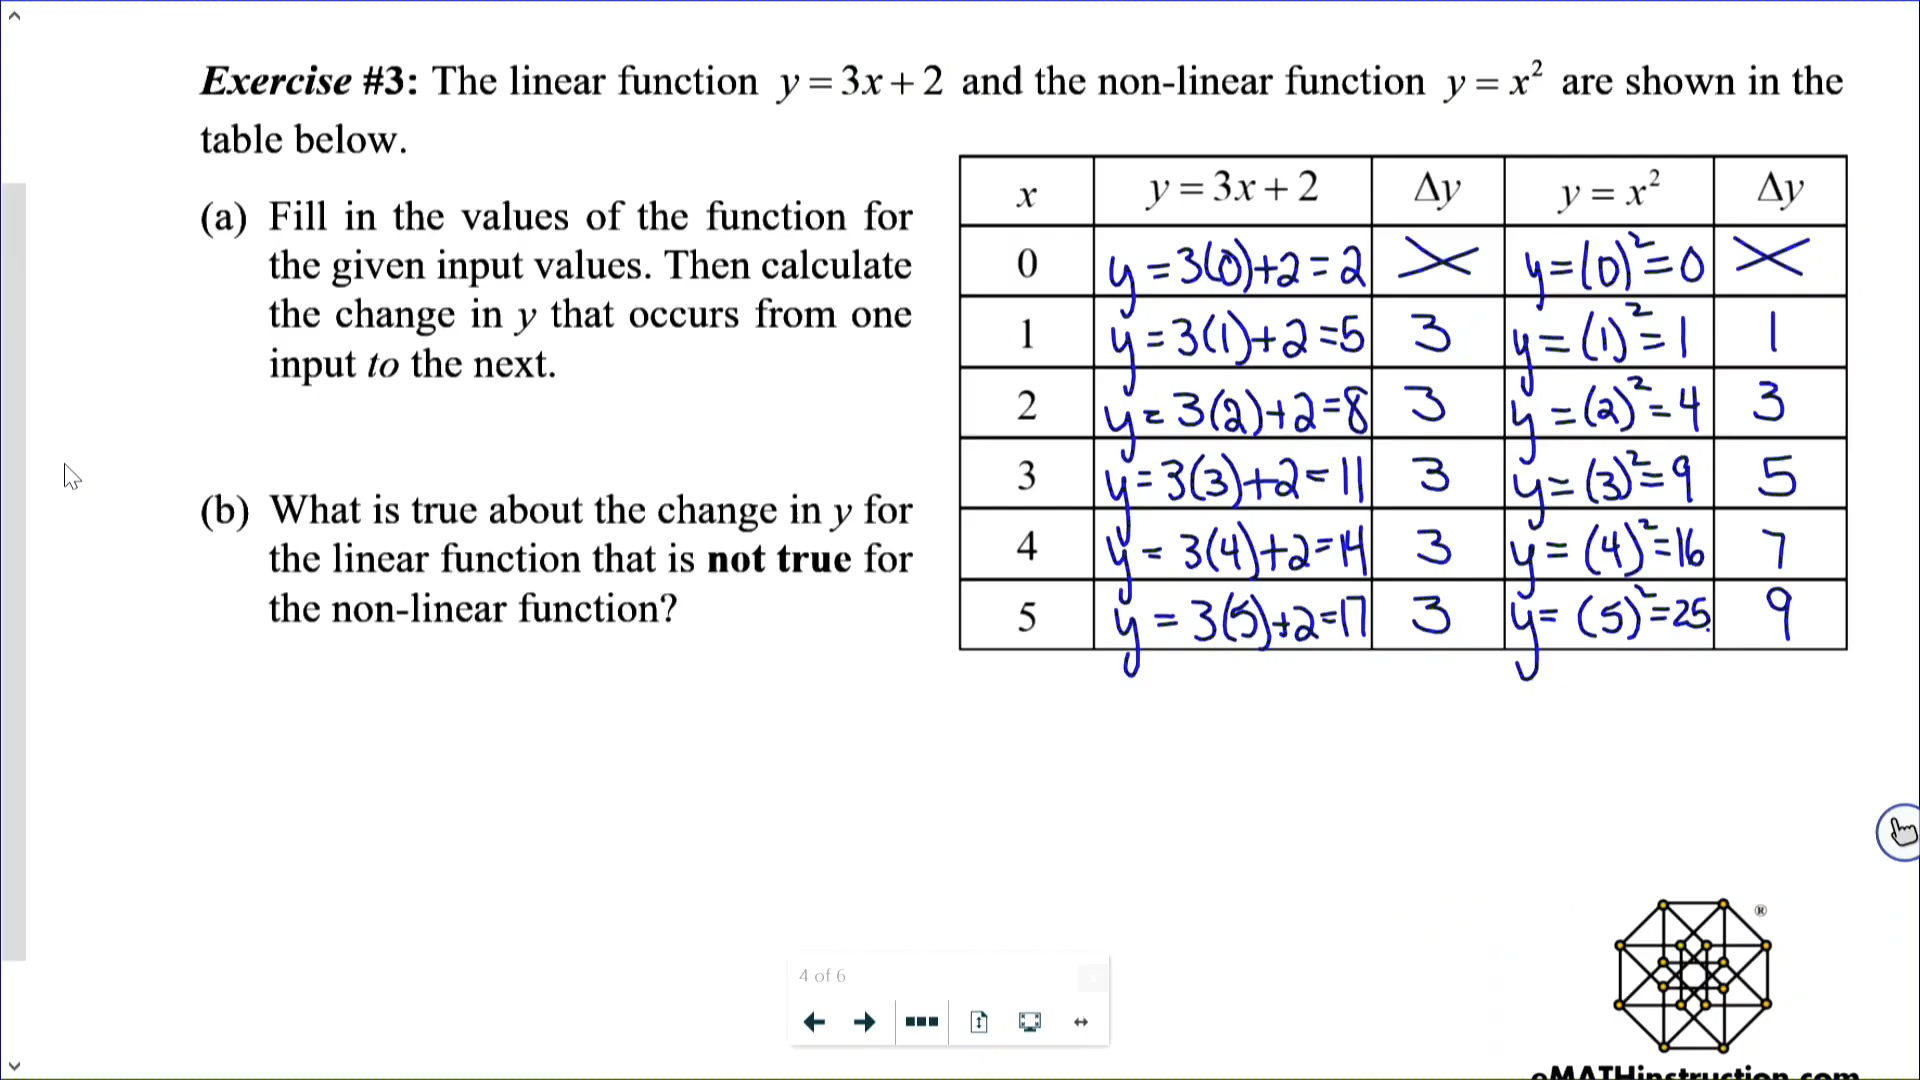 Exercise #3: The linear function y = 3x + 2 and the non-linear function y = x² are shown in the
table below.
(a) Fill in the values of the function for
the given input values. Then calculate
the change in y that occurs from one
input to the next.
(b) What is true about the change in y for
the linear function that is not true for
the non-linear function?
x y = 3x + 2 Δy y = x² Δy
0 y = 3(0)+2 = 2 ✕ y = (0)² = 0 ✕
1 y = 3(1)+2 = 5 3 y = (1)² = 1 1
2 y = 3(2)+2 = 8 3 y = (2)² = 4 3
3 y = 3(3)+2 = 11 3 y = (3)² = 9 5
4 y = 3(4)+2 = 14 3 y = (4)² = 16 7
5 y = 3(5)+2 = 17 3 y = (5)² = 25 9
4 of 6
®
eMATHinstruction.com